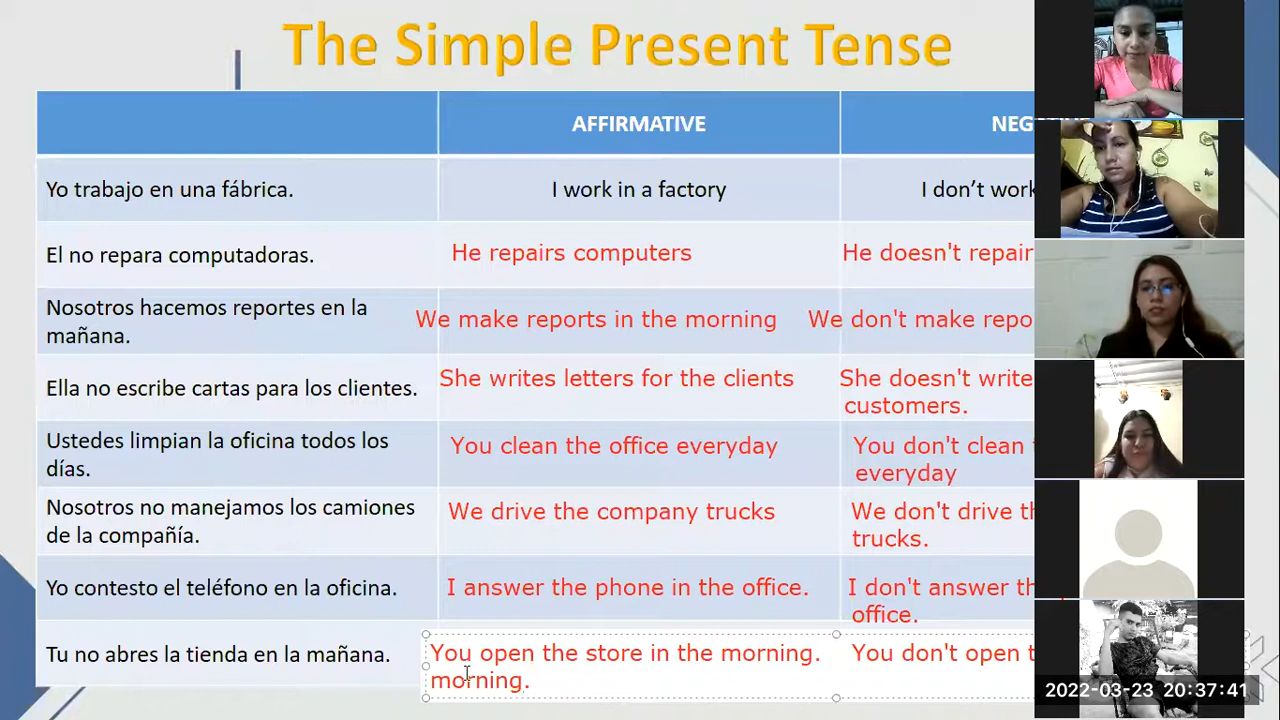 The Simple Present Tense
AFFIRMATIVE
NEG
Yo trabajo en una fábrica.
I work in a factory
I don't work
El no repara computadoras.
He repairs computers
He doesn't repair
Nosotros hacemos reportes en la
mañana.
We make reports in the morning
We don't make repo
Ella no escribe cartas para los clientes.
She writes letters for the clients
She doesn't write
customers.
Ustedes limpian la oficina todos los
días.
You clean the office everyday
You don't clean
everyday
Nosotros no manejamos los camiones
de la compañía.
We drive the company trucks
We don't drive th
trucks.
Yo contesto el teléfono en la oficina.
I answer the phone in the office.
I don't answer th
office.
Tu no abres la tienda en la mañana.
You open the store in the morning.
morning.
You don't open t
2022-03-23 20:37:41